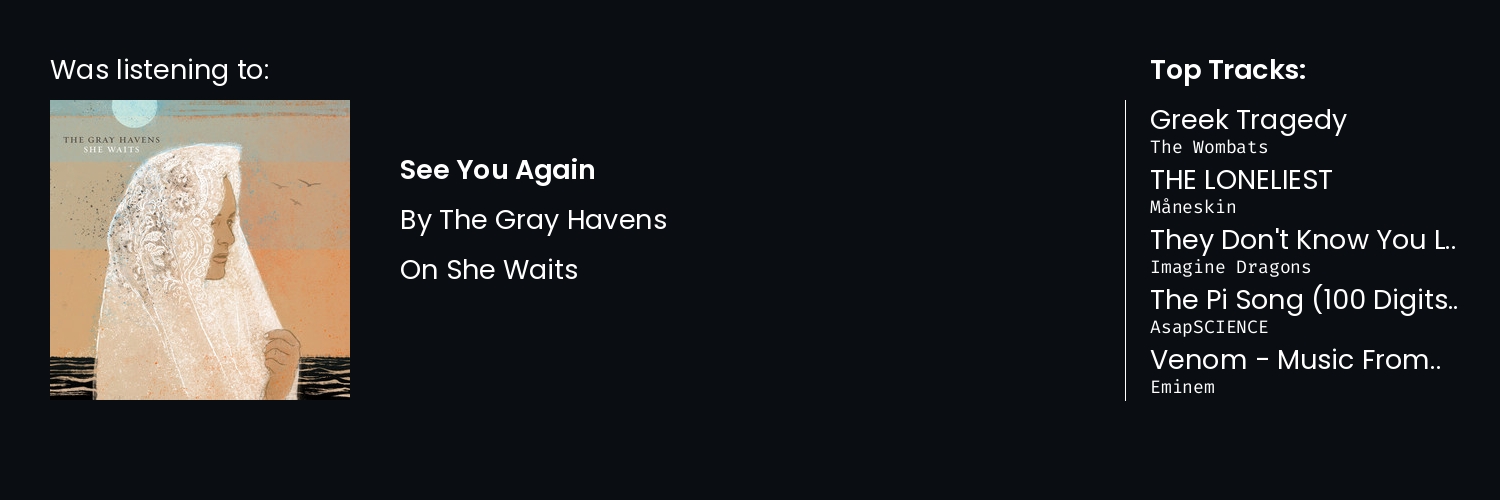 Was listening to:
THE GRAY HAVENS
SHE WAITS
See You Again
By The Gray Havens
On She Waits
Top Tracks:
Greek Tragedy
The Wombats
THE LONELIEST
Måneskin
They Don't Know You L..
Imagine Dragons
The Pi Song (100 Digits..
AsapSCIENCE
Venom - Music From..
Eminem